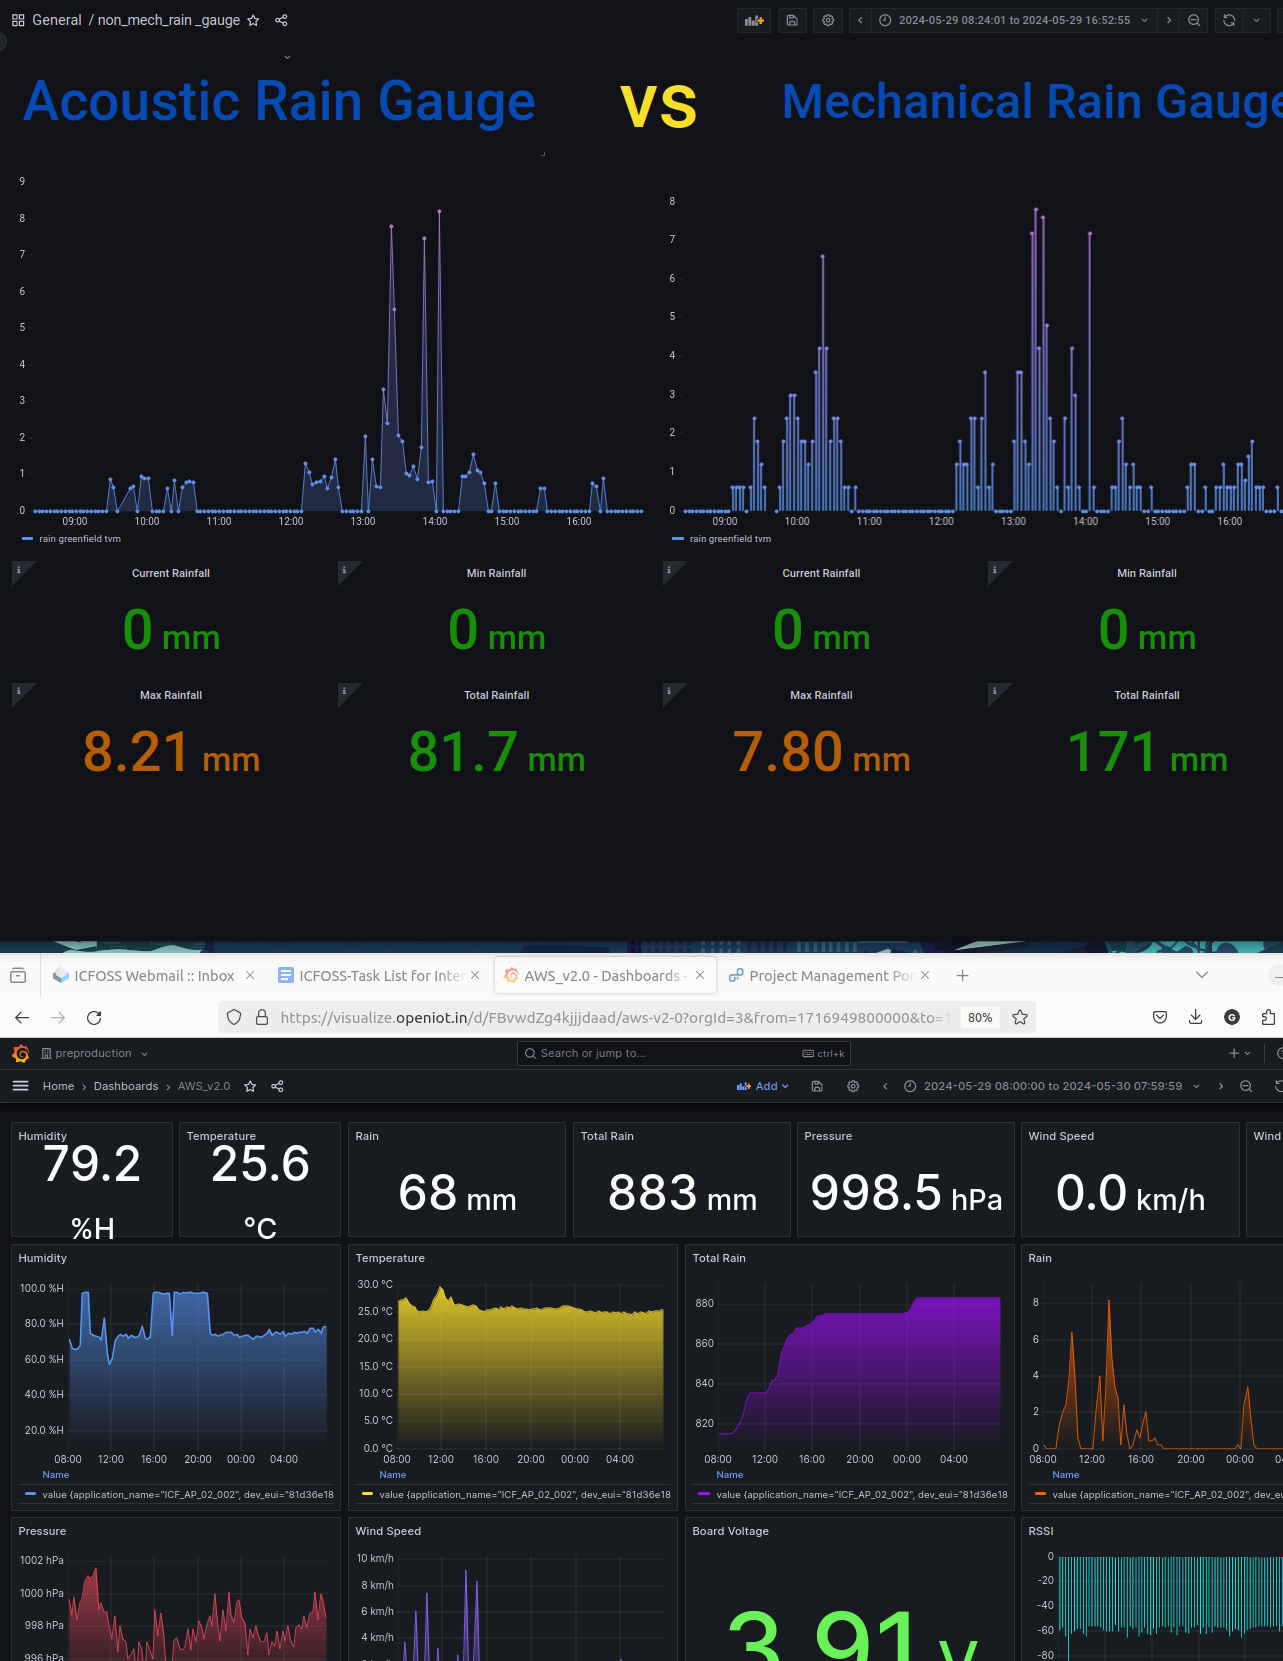 General / non_mech_rain _gauge
2024-05-29 08:24:01 to 2024-05-29 16:52:55
Acoustic Rain Gauge
VS
Mechanical Rain Gauge
9
8
7
6
5
4
3
2
1
0
09:00 10:00 11:00 12:00 13:00 14:00 15:00 16:00
rain greenfield tvm
8
7
6
5
4
3
2
1
0
09:00 10:00 11:00 12:00 13:00 14:00 15:00 16:00
rain greenfield tvm
Current Rainfall
0 mm
Min Rainfall
0 mm
Current Rainfall
0 mm
Min Rainfall
0 mm
Max Rainfall
8.21 mm
Total Rainfall
81.7 mm
Max Rainfall
7.80 mm
Total Rainfall
171 mm
ICFOSS Webmail :: Inbox
ICFOSS-Task List for Inter
AWS_v2.0 - Dashboards -
Project Management Por
https://visualize.openiot.in/d/FBvwdZg4kjjjdaad/aws-v2-0?orgId=3&from=1716949800000&to=1
80%
preprodution
Search or jump to...
ctrl+k
Home › Dashboards › AWS_v2.0
Add
2024-05-29 08:00:00 to 2024-05-30 07:59:59
Humidity
79.2
%H
Temperature
25.6
°C
Rain
68 mm
Total Rain
883 mm
Pressure
998.5 hPa
Wind Speed
0.0 km/h
Wind
Humidity
100.0 %H
80.0 %H
60.0 %H
40.0 %H
20.0 %H
08:00 12:00 16:00 20:00 00:00 04:00
Name
value {application_name="ICF_AP_02_002", dev_eui="81d36e18
Temperature
30.0 °C
25.0 °C
20.0 °C
15.0 °C
10.0 °C
5.0 °C
0.0 °C
08:00 12:00 16:00 20:00 00:00 04:00
Name
value {application_name="ICF_AP_02_002", dev_eui="81d36e18
Total Rain
880
860
840
820
08:00 12:00 16:00 20:00 00:00 04:00
Name
value {application_name="ICF_AP_02_002", dev_eui="81d36e18
Rain
8
6
4
2
0
08:00 12:00 16:00 20:00 00:00 04
Name
value {application_name="ICF_AP_02_002", dev_eu
Pressure
1002 hPa
1000 hPa
998 hPa
996 hPa
Wind Speed
10 km/h
8 km/h
6 km/h
4 km/h
Board Voltage
3.91 v
RSSI
0
-20
-40
-60
-80